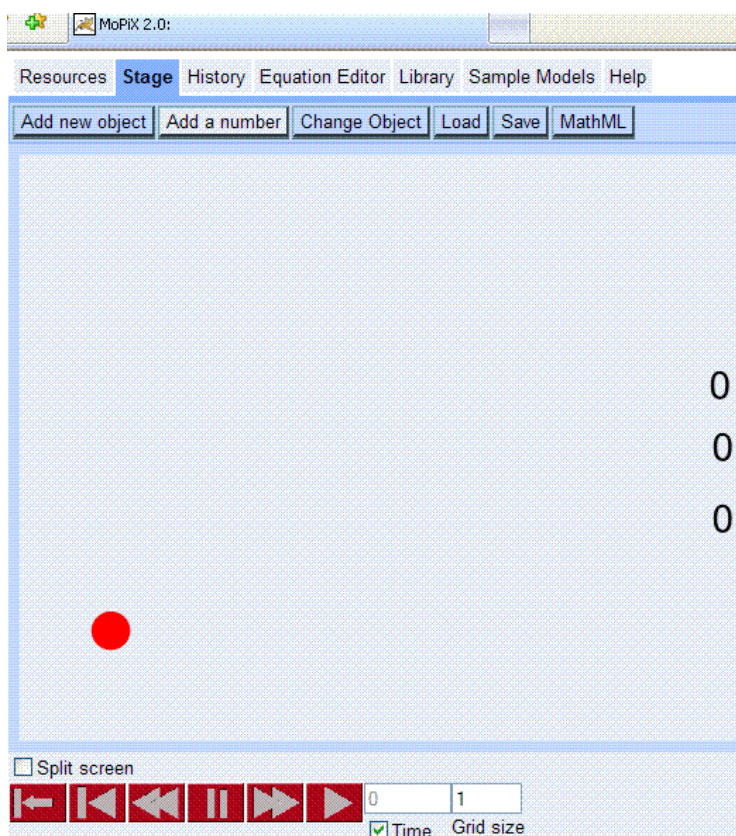 MoPiX 2.0:
Resources Stage History Equation Editor Library Sample Models Help
Add new object Add a number Change Object Load Save MathML
0
0
0
Split screen
0 1
Time Grid size